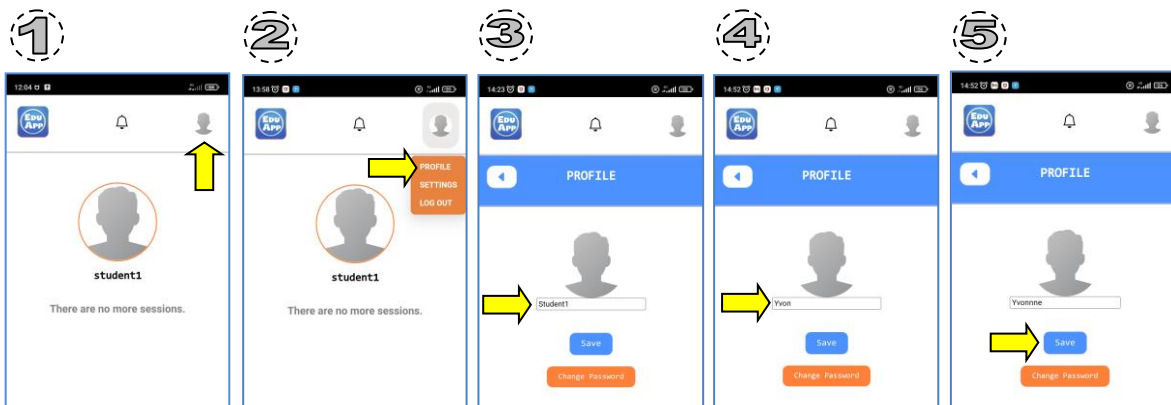 1
2
3
4
5
12:04
EDU APP
student1
There are no more sessions.
13:58
EDU APP
PROFILE
SETTINGS
LOG OUT
student1
There are no more sessions.
14:23
EDU APP
PROFILE
Student1
Save
Change Password
14:52
EDU APP
PROFILE
Yvon
Save
Change Password
14:52
EDU APP
PROFILE
Yvonnne
Save
Change Password